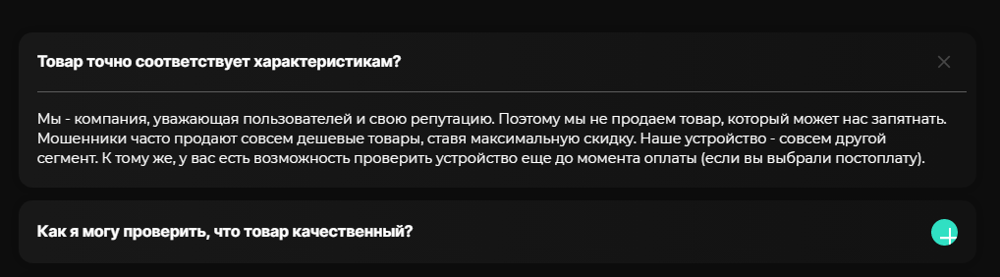 Товар точно соответствует характеристикам?
Мы - компания, уважающая пользователей и свою репутацию. Поэтому мы не продаем товар, который может нас запятнать.
Мошенники часто продают совсем дешевые товары, ставя максимальную скидку. Наше устройство - совсем другой
сегмент. К тому же, у вас есть возможность проверить устройство еще до момента оплаты (если вы выбрали постоплату).
Как я могу проверить, что товар качественный?